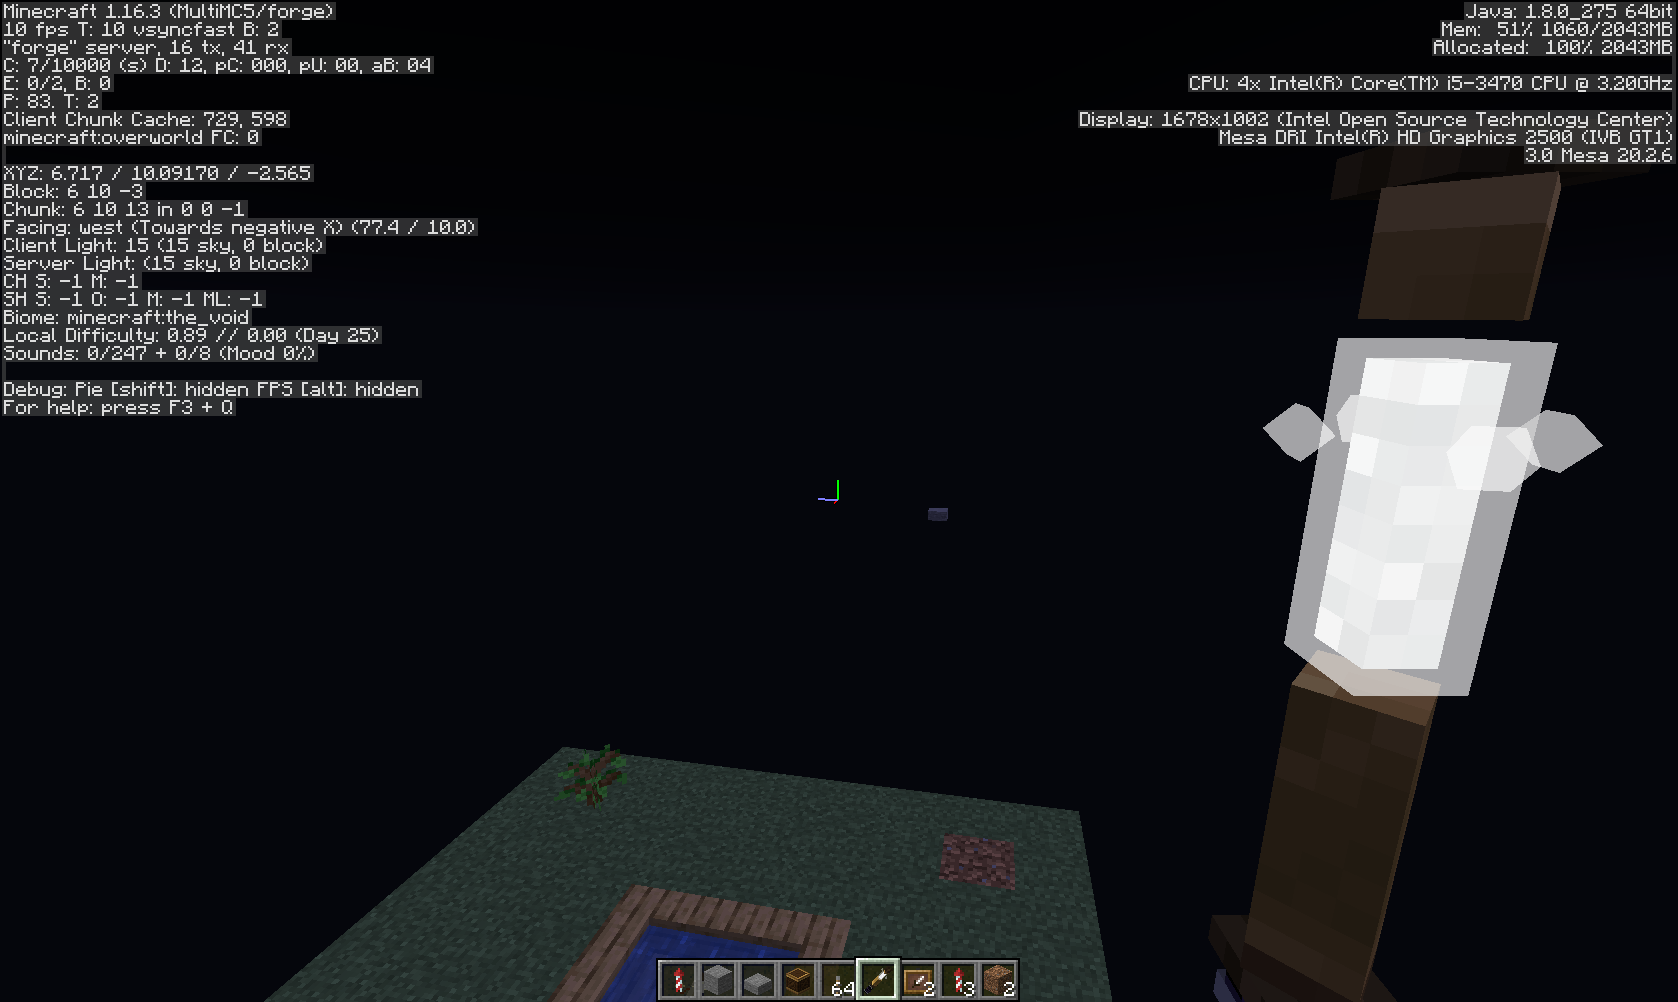 Minecraft 1.16.3 (MultiMC5/forge)
10 fps T: 10 vsyncfast B: 2
"forge" server, 16 tx, 41 rx
C: 7/10000 (s) D: 12, pC: 000, pU: 00, aB: 04
E: 0/2, B: 0
P: 83. T: 2
Client Chunk Cache: 729, 598
minecraft:overworld FC: 0
XYZ: 6.717 / 10.09170 / -2.565
Block: 6 10 -3
Chunk: 6 10 13 in 0 0 -1
Facing: west (Towards negative X) (77.4 / 10.0)
Client Light: 15 (15 sky, 0 block)
Server Light: (15 sky, 0 block)
CH S: -1 M: -1
SH S: -1 O: -1 M: -1 ML: -1
Biome: minecraft:the_void
Local Difficulty: 0.89 // 0.00 (Day 25)
Sounds: 0/247 + 0/8 (Mood 0%)
Debug: Pie [shift]: hidden FPS [alt]: hidden
For help: press F3 + Q
Java: 1.8.0_275 64bit
Mem: 51% 1060/2043MB
Allocated: 100% 2043MB
CPU: 4x Intel(R) Core(TM) i5-3470 CPU @ 3.20GHz
Display: 1678x1002 (Intel Open Source Technology Center)
Mesa DRI Intel(R) HD Graphics 2500 (IVB GT1)
3.0 Mesa 20.2.6
64
2
3
2